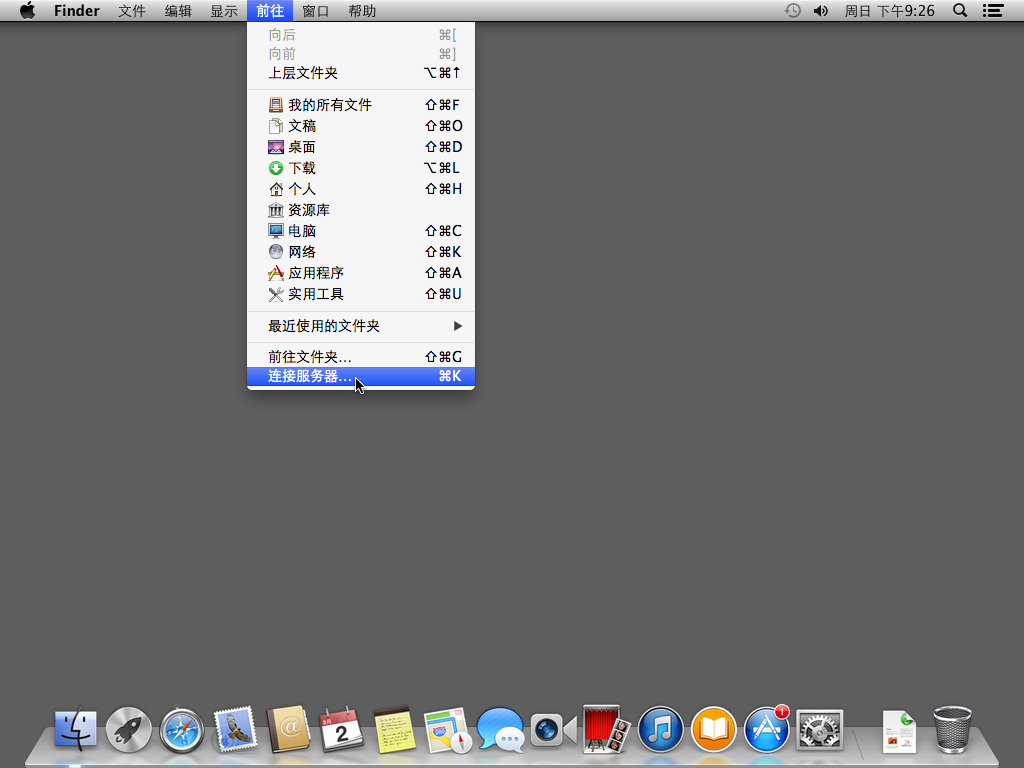 Finder 文件 编辑 显示 前往 窗口 帮助 周日 下午9:26
向后 ⌘[
向前 ⌘]
上层文件夹 ⌥⌘↑
我的所有文件 ⇧⌘F
文稿 ⇧⌘O
桌面 ⇧⌘D
下载 ⌥⌘L
个人 ⇧⌘H
资源库
电脑 ⇧⌘C
网络 ⇧⌘K
应用程序 ⇧⌘A
实用工具 ⇧⌘U
最近使用的文件夹 ▶
前往文件夹... ⇧⌘G
连接服务器... ⌘K
3月
2
280
1